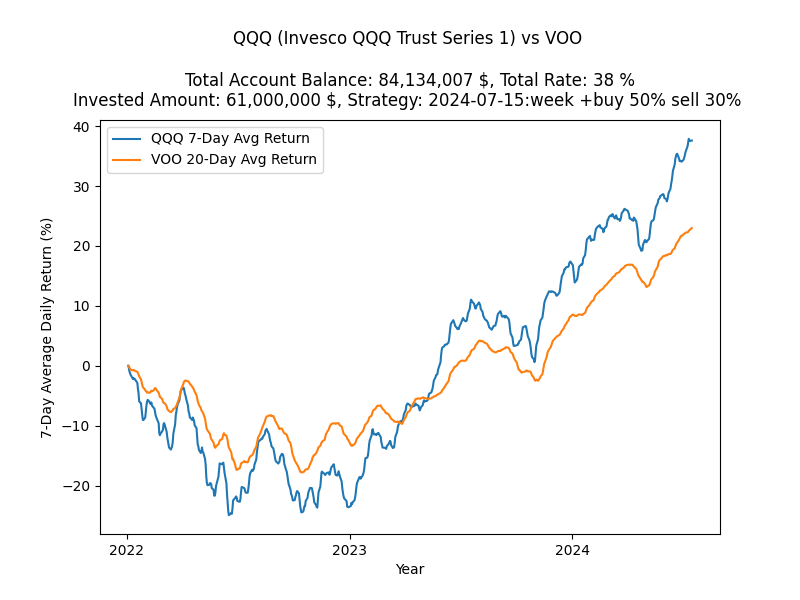 QQQ (Invesco QQQ Trust Series 1) vs VOO
Total Account Balance: 84,134,007 $, Total Rate: 38 %
Invested Amount: 61,000,000 $, Strategy: 2024-07-15:week +buy 50% sell 30%
QQQ 7-Day Avg Return
VOO 20-Day Avg Return
7-Day Average Daily Return (%)
40
30
20
10
0
−10
−20
2022
2023
2024
Year